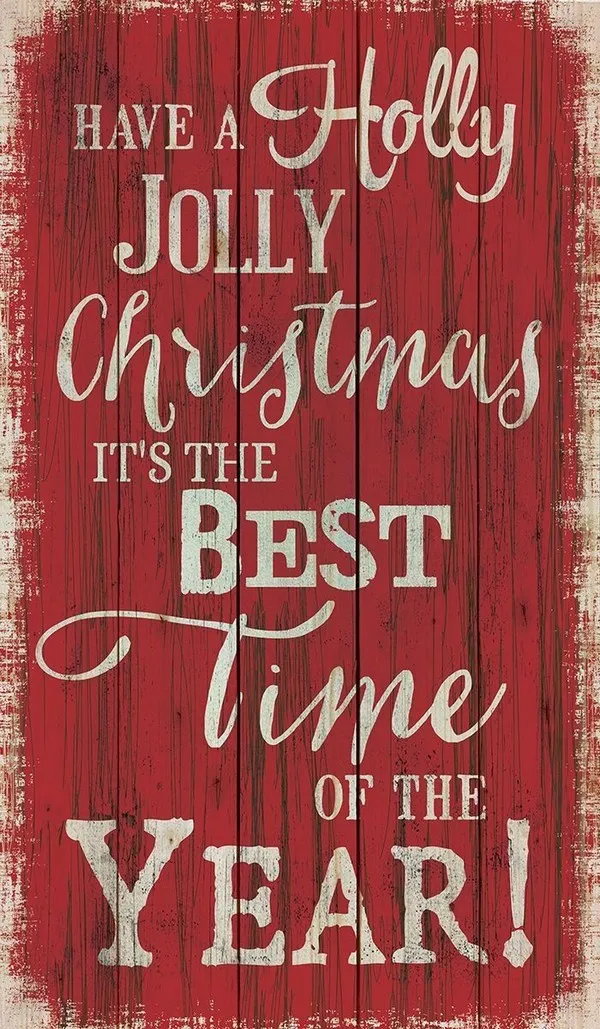 HAVE A Holly
JOLLY
Christmas
IT'S THE
BEST
Time
OF THE
YEAR!